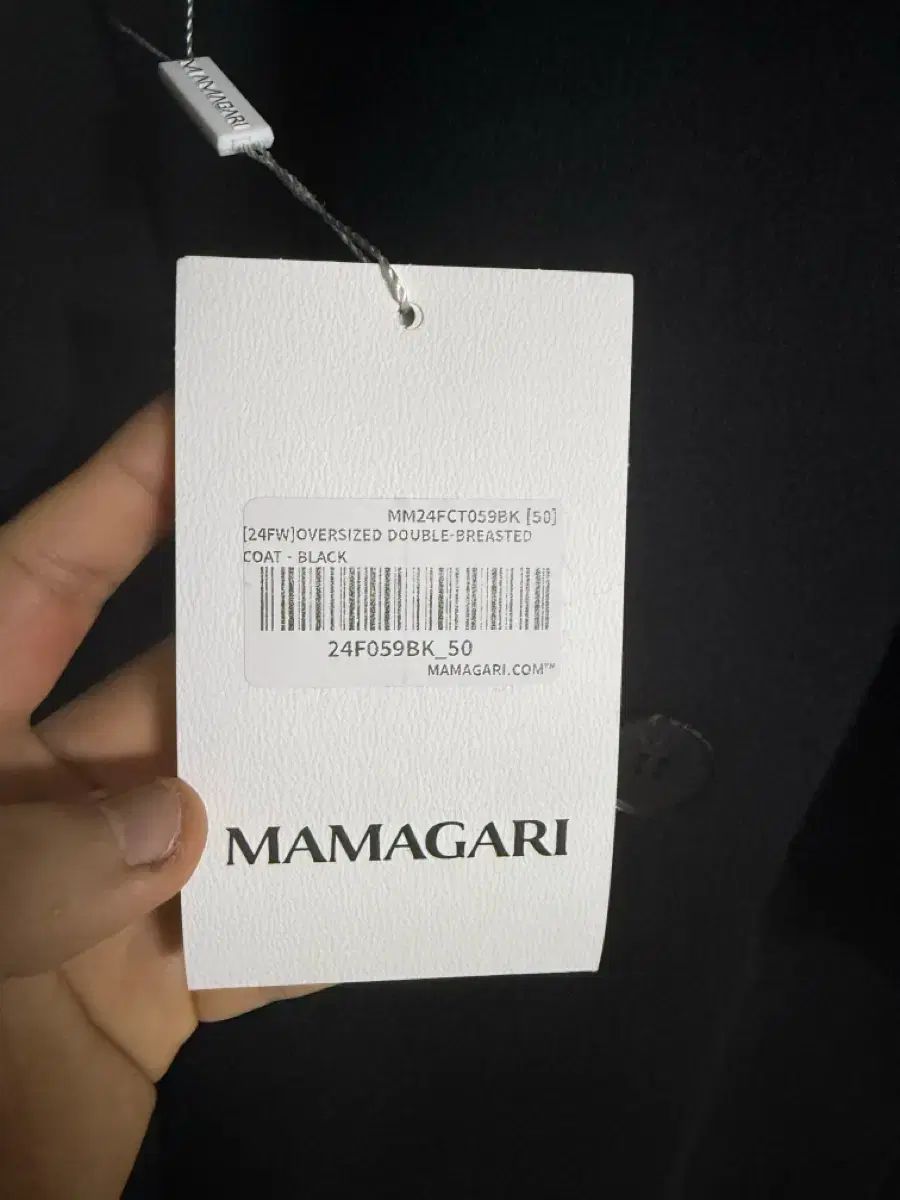 MAMAGARI
MM24FCT059BK [50]
[24FW]OVERSIZED DOUBLE-BREASTED
COAT - BLACK
24F059BK_50
MAMAGARI.COM™
MAMAGARI